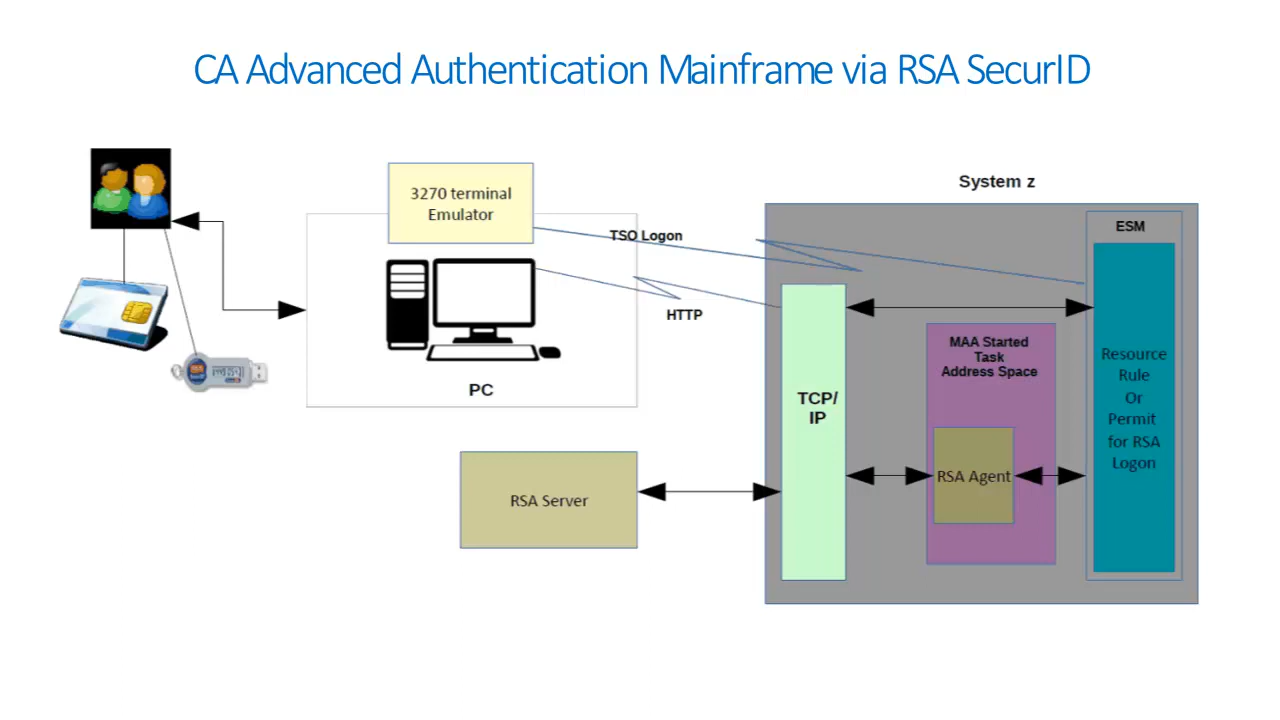 CA Advanced Authentication Mainframe via RSA SecurID
3270 terminal
Emulator
System z
TSO Logon
ESM
HTTP
PC
MAA Started
Task
Address Space
Resource
Rule
Or
Permit
for RSA
Logon
TCP/
IP
RSA Agent
RSA Server